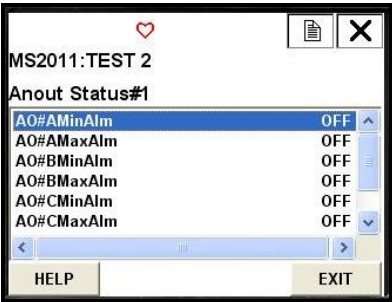 MS2011:TEST 2
Anout Status#1
AO#AMinAlm OFF
AO#AMaxAlm OFF
AO#BMinAlm OFF
AO#BMaxAlm OFF
AO#CMinAlm OFF
AO#CMaxAlm OFF
HELP EXIT